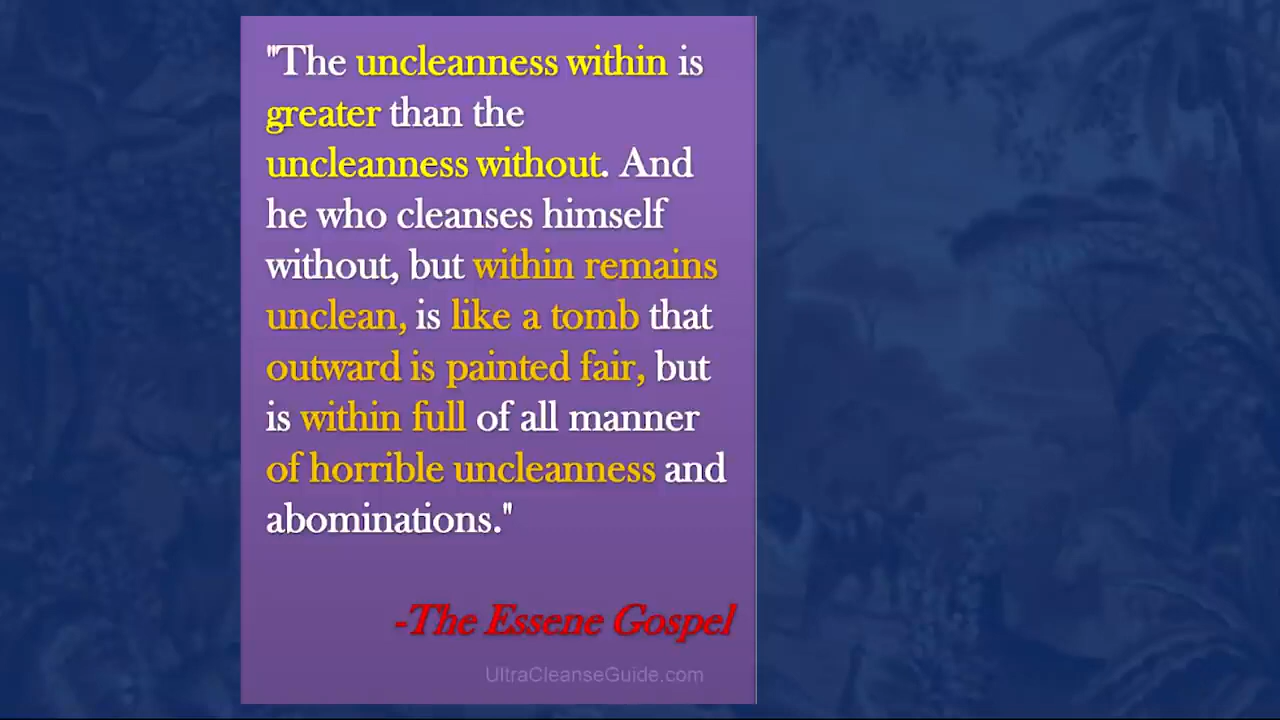 "The uncleanness within is
greater than the
uncleanness without. And
he who cleanses himself
without, but within remains
unclean, is like a tomb that
outward is painted fair, but
is within full of all manner
of horrible uncleanness and
abominations."
-The Essene Gospel
UltraCleanseGuide.com